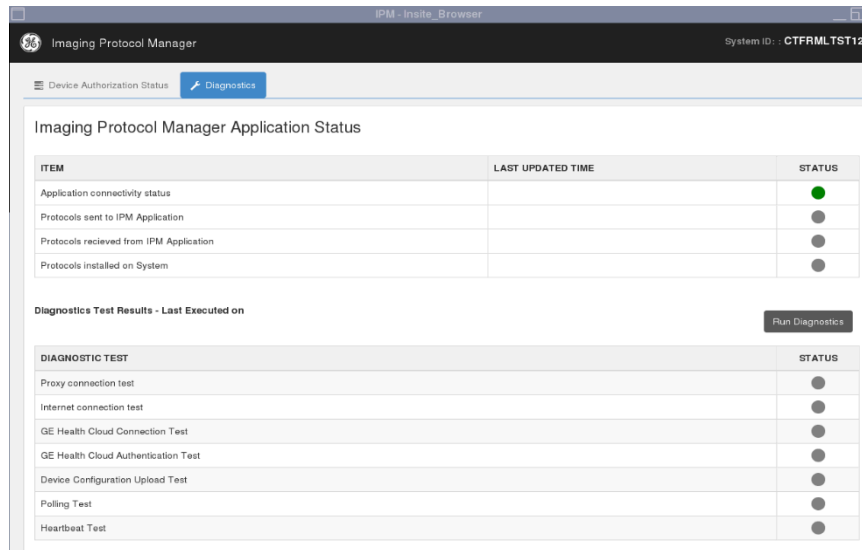 IPM - Insite_Browser
Imaging Protocol Manager
System ID: : CTFRMLTST12
Device Authorization Status
Diagnostics
Imaging Protocol Manager Application Status
ITEM LAST UPDATED TIME STATUS
Application connectivity status
Protocols sent to IPM Application
Protocols recieved from IPM Application
Protocols installed on System
Diagnostics Test Results - Last Executed on
Run Diagnostics
DIAGNOSTIC TEST STATUS
Proxy connection test
Internet connection test
GE Health Cloud Connection Test
GE Health Cloud Authentication Test
Device Configuration Upload Test
Polling Test
Heartbeat Test